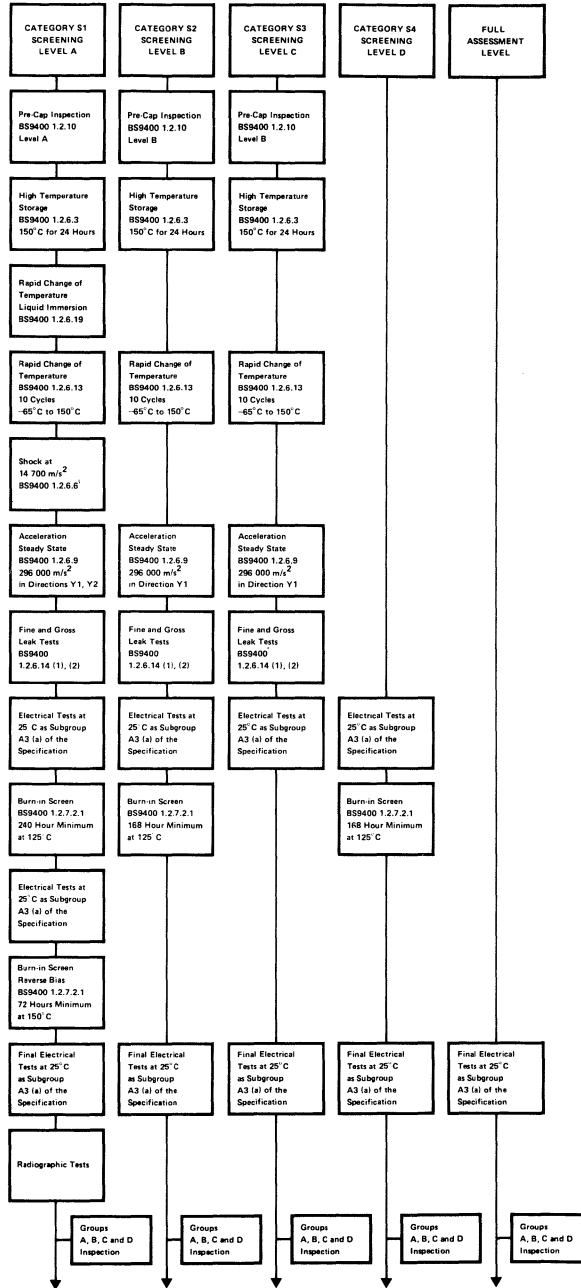 CATEGORY S1
SCREENING
LEVEL A
CATEGORY S2
SCREENING
LEVEL B
CATEGORY S3
SCREENING
LEVEL C
CATEGORY S4
SCREENING
LEVEL D
FULL
ASSESSMENT
LEVEL
Pre-Cap Inspection
BS9400 1.2.10
Level A
Pre-Cap Inspection
BS9400 1.2.10
Level B
Pre-Cap Inspection
BS9400 1.2.10
Level B
High Temperature
Storage
BS9400 1.2.6.3
150°C for 24 Hours
High Temperature
Storage
BS9400 1.2.6.3
150°C for 24 Hours
High Temperature
Storage
BS9400 1.2.6.3
150°C for 24 Hours
Rapid Change of
Temperature
Liquid Immersion
BS9400 1.2.6.19
Rapid Change of
Temperature
BS9400 1.2.6.13
10 Cycles
–65°C to 150°C
Rapid Change of
Temperature
BS9400 1.2.6.13
10 Cycles
–65°C to 150°C
Rapid Change of
Temperature
BS9400 1.2.6.13
10 Cycles
–65°C to 150°C
Shock at
14 700 m/s²
BS9400 1.2.6.6
Acceleration
Steady State
BS9400 1.2.6.9
296 000 m/s²
in Directions Y1, Y2
Acceleration
Steady State
BS9400 1.2.6.9
296 000 m/s²
in Direction Y1
Acceleration
Steady State
BS9400 1.2.6.9
296 000 m/s²
in Direction Y1
Fine and Gross
Leak Tests
BS9400
1.2.6.14 (1), (2)
Fine and Gross
Leak Tests
BS9400
1.2.6.14 (1), (2)
Fine and Gross
Leak Tests
BS9400
1.2.6.14 (1), (2)
Electrical Tests at
25°C as Subgroup
A3 (a) of the
Specification
Electrical Tests at
25°C as Subgroup
A3 (a) of the
Specification
Electrical Tests at
25°C as Subgroup
A3 (a) of the
Specification
Electrical Tests at
25°C as Subgroup
A3 (a) of the
Specification
Burn-in Screen
BS9400 1.2.7.2.1
240 Hour Minimum
at 125°C
Burn-in Screen
BS9400 1.2.7.2.1
168 Hour Minimum
at 125°C
Burn-in Screen
BS9400 1.2.7.2.1
168 Hour Minimum
at 125°C
Electrical Tests at
25°C as Subgroup
A3 (a) of the
Specification
Burn-in Screen
Reverse Bias
BS9400 1.2.7.2.1
72 Hours Minimum
at 150°C
Final Electrical
Tests at 25°C
as Subgroup
A3 (a) of the
Specification
Final Electrical
Tests at 25°C
as Subgroup
A3 (a) of the
Specification
Final Electrical
Tests at 25°C
as Subgroup
A3 (a) of the
Specification
Final Electrical
Tests at 25°C
as Subgroup
A3 (a) of the
Specification
Final Electrical
Tests at 25°C
as Subgroup
A3 (a) of the
Specification
Radiographic Tests
Groups
A, B, C and D
Inspection
Groups
A, B, C and D
Inspection
Groups
A, B, C and D
Inspection
Groups
A, B, C and D
Inspection
Groups
A, B, C and D
Inspection